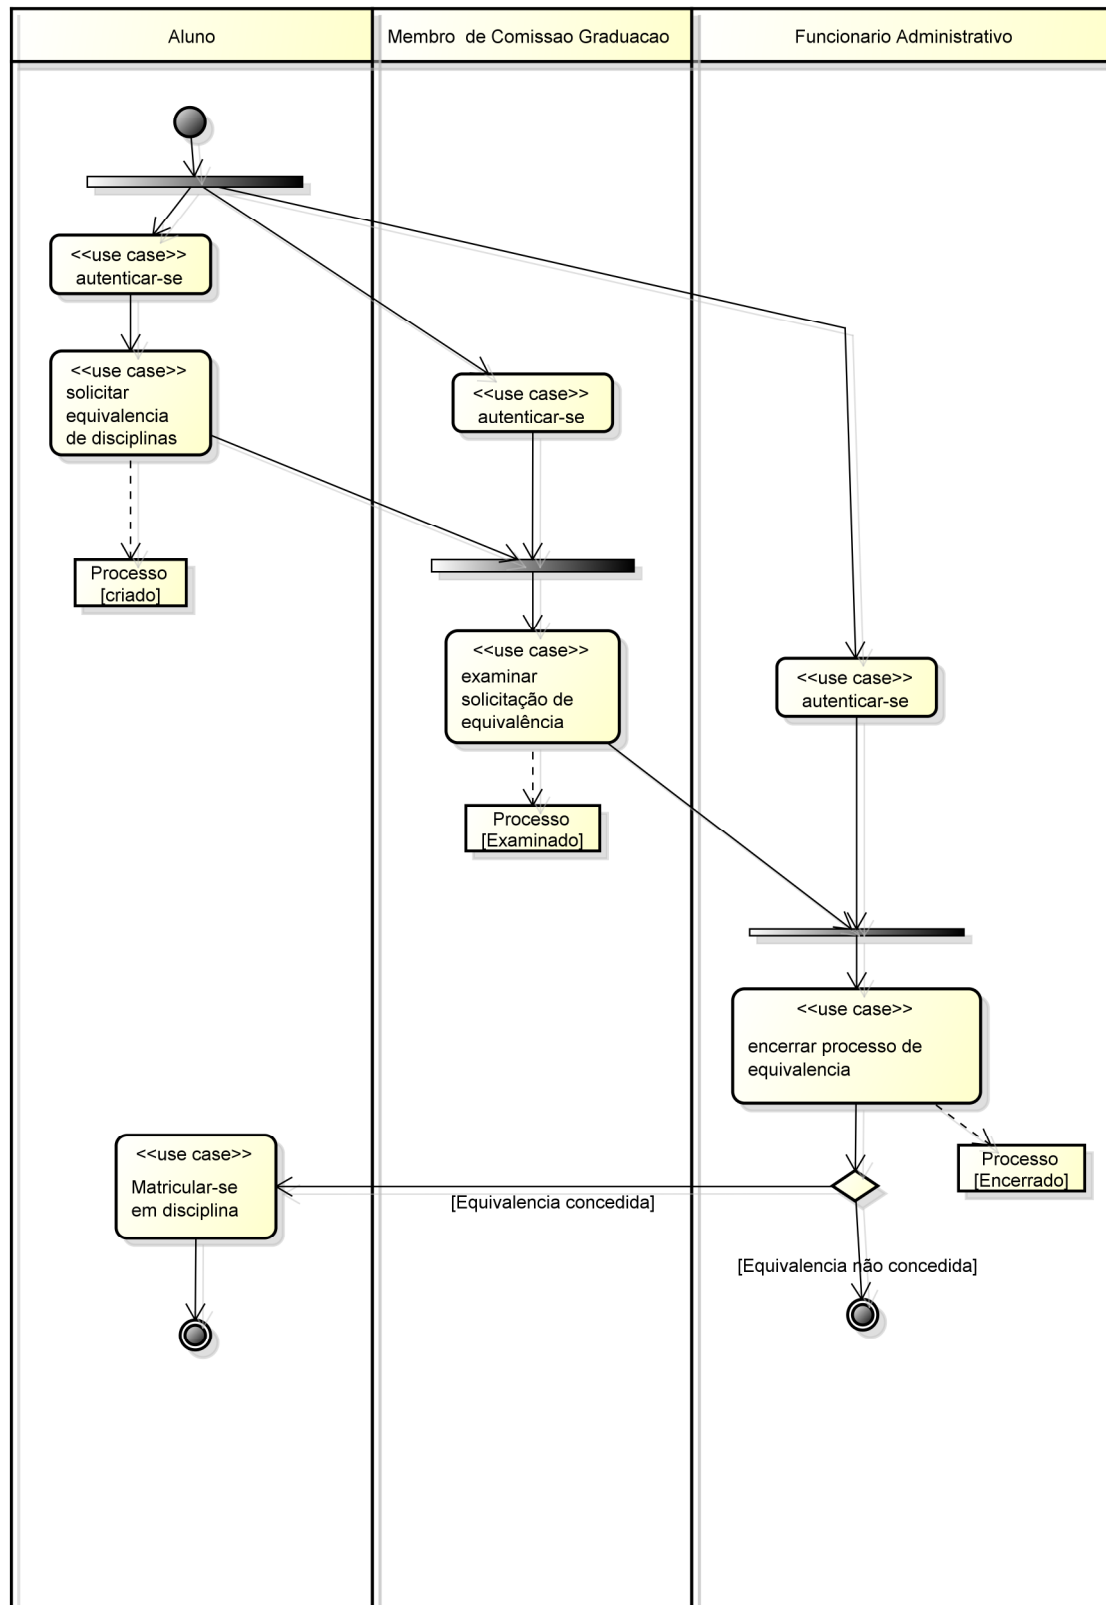 Aluno
Membro  de Comissao Graduacao
Funcionario Administrativo
<<use case>>
autenticar-se
<<use case>>
solicitar
equivalencia
de disciplinas
<<use case>>
autenticar-se
Processo
[criado]
<<use case>>
examinar
solicitação de
equivalência
<<use case>>
autenticar-se
Processo
[Examinado]
<<use case>>
encerrar processo de
equivalencia
<<use case>>
Matricular-se
em disciplina
Processo
[Encerrado]
[Equivalencia concedida]
[Equivalencia não concedida]